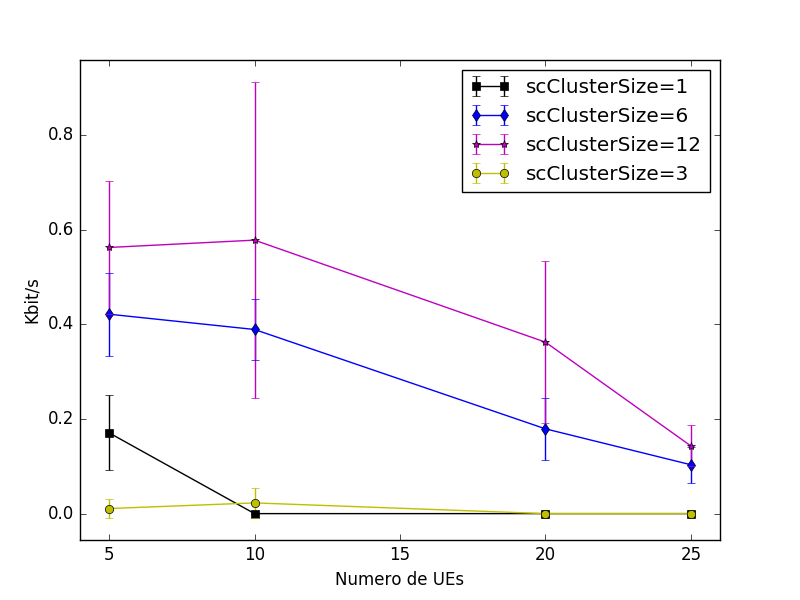 scClusterSize=1
scClusterSize=6
scClusterSize=12
scClusterSize=3
0.8
0.6
0.4
0.2
0.0
Kbit/s
5 10 15 20 25
Numero de UEs